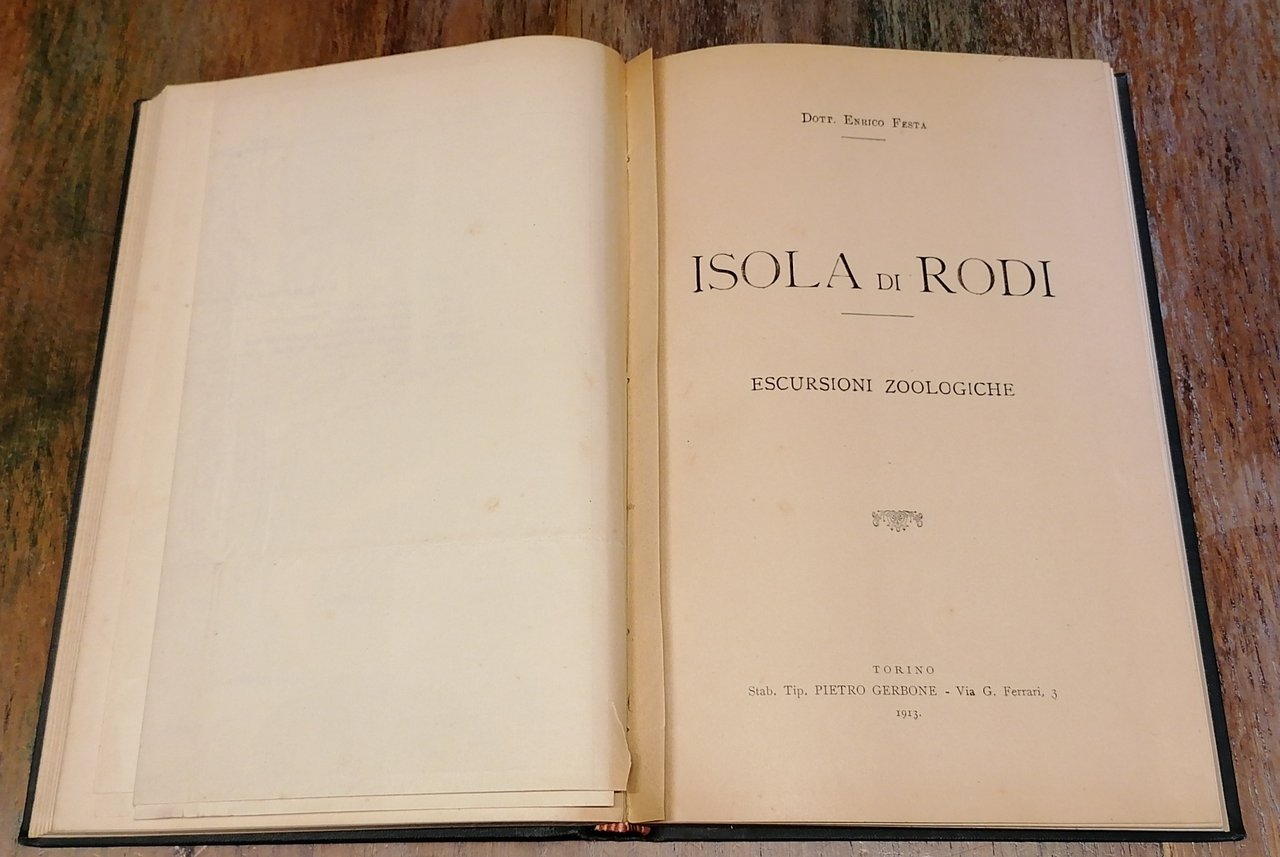 Dott. Enrico Festa
ISOLA DI RODI
ESCURSIONI ZOOLOGICHE
TORINO
Stab. Tip. PIETRO GERBONE - Via G. Ferrari, 3
1913.